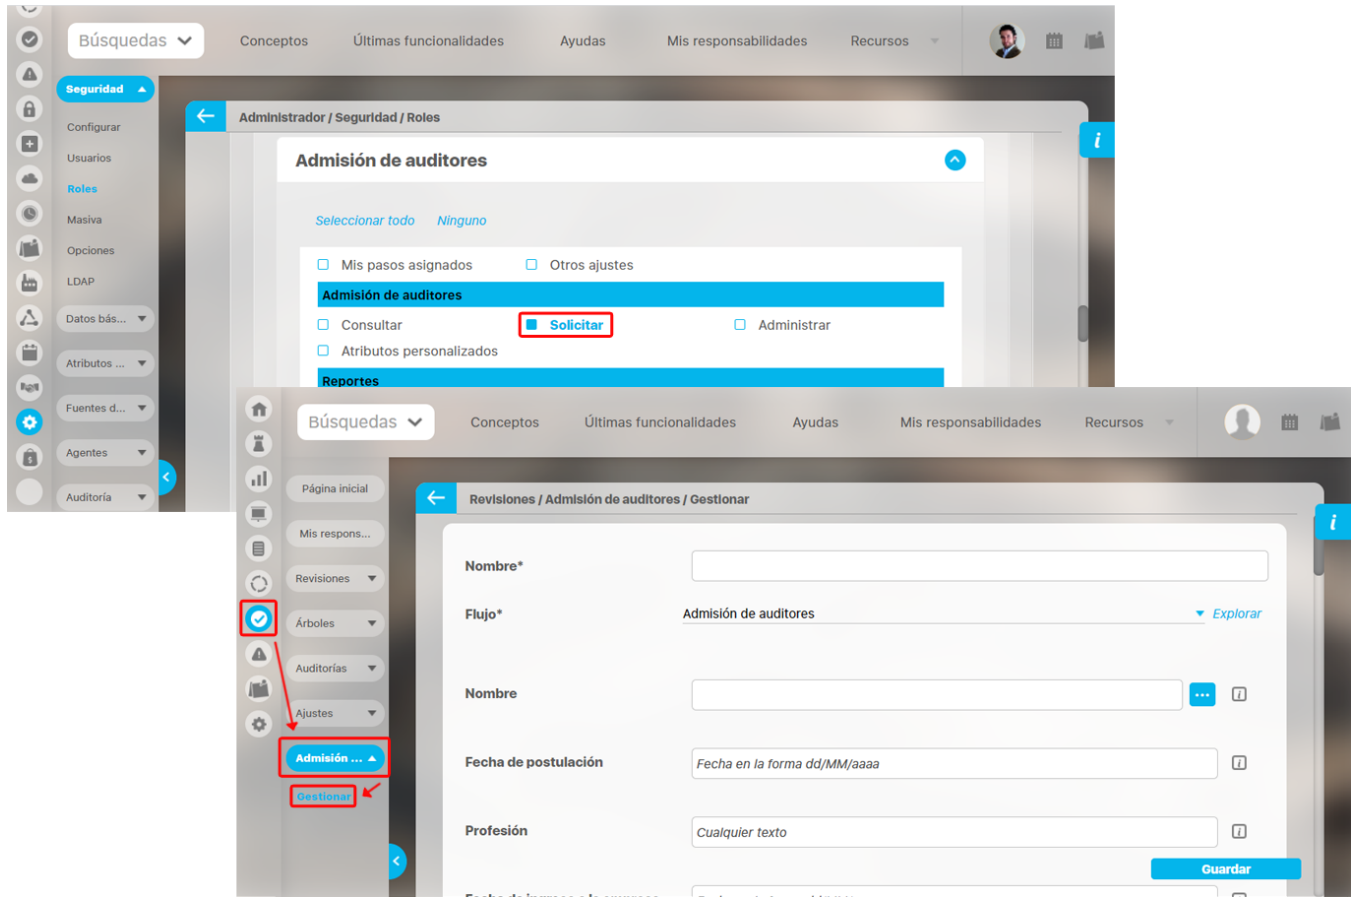 Búsquedas
Conceptos
Últimas funcionalidades
Ayudas
Mis responsabilidades
Recursos
Seguridad
Configurar
Usuarios
Roles
Masiva
Opciones
LDAP
Datos bás...
Atributos ...
Fuentes d...
Agentes
Auditoría
Administrador / Seguridad / Roles
i
Admisión de auditores
Seleccionar todo Ninguno
Mis pasos asignados Otros ajustes
Admisión de auditores
Consultar Solicitar Administrar
Atributos personalizados
Reportes
Búsquedas
Conceptos
Últimas funcionalidades
Ayudas
Mis responsabilidades
Recursos
Página inicial
Mis respons...
Revisiones
Árboles
Auditorías
Ajustes
Admisión ...
Gestionar
Revisiones / Admisión de auditores / Gestionar
i
Nombre*
Flujo* Admisión de auditores Explorar
Nombre ... i
Fecha de postulación Fecha en la forma dd/MM/aaaa i
Profesión Cualquier texto i
Guardar